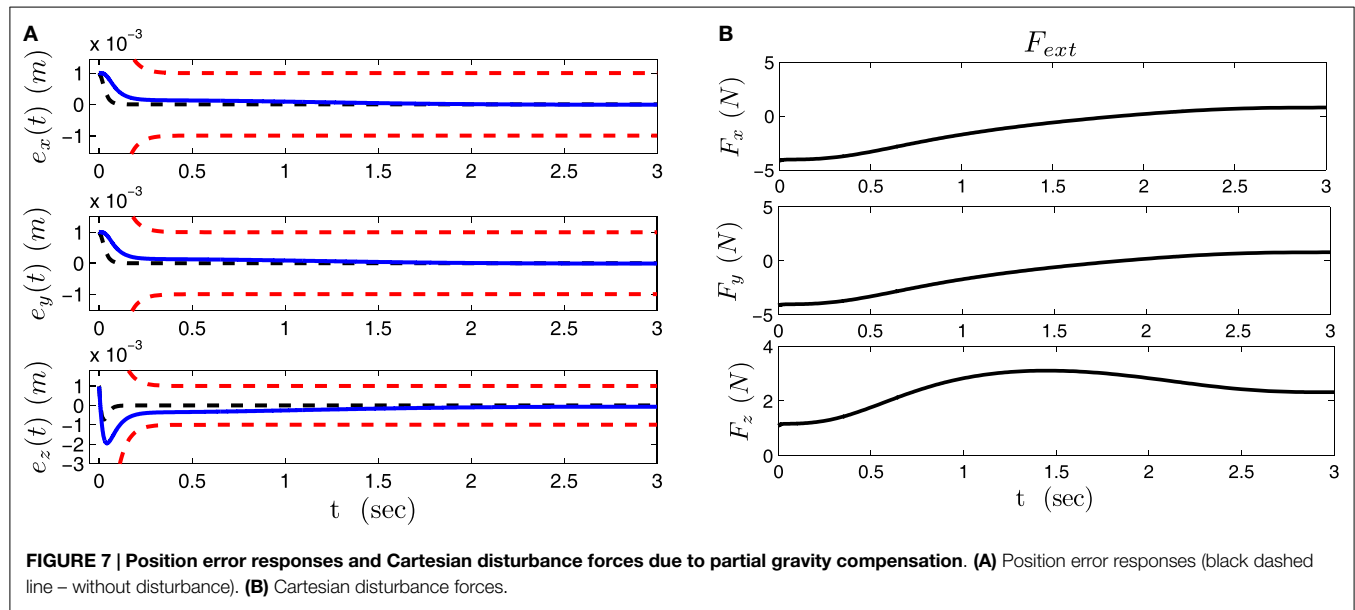 A
x 10⁻³
e_x(t) (m)
1
0
−1
0 0.5 1 1.5 2 2.5 3
x 10⁻³
e_y(t) (m)
1
0
−1
0 0.5 1 1.5 2 2.5 3
x 10⁻³
e_z(t) (m)
1
0
−1
−2
−3
0 0.5 1 1.5 2 2.5 3
t (sec)
B
F_ext
F_x (N)
5
0
−5
0 0.5 1 1.5 2 2.5 3
F_y (N)
5
0
−5
0 0.5 1 1.5 2 2.5 3
F_z (N)
4
2
0
0 0.5 1 1.5 2 2.5 3
t (sec)
FIGURE 7 | Position error responses and Cartesian disturbance forces due to partial gravity compensation. (A) Position error responses (black dashed
line – without disturbance). (B) Cartesian disturbance forces.